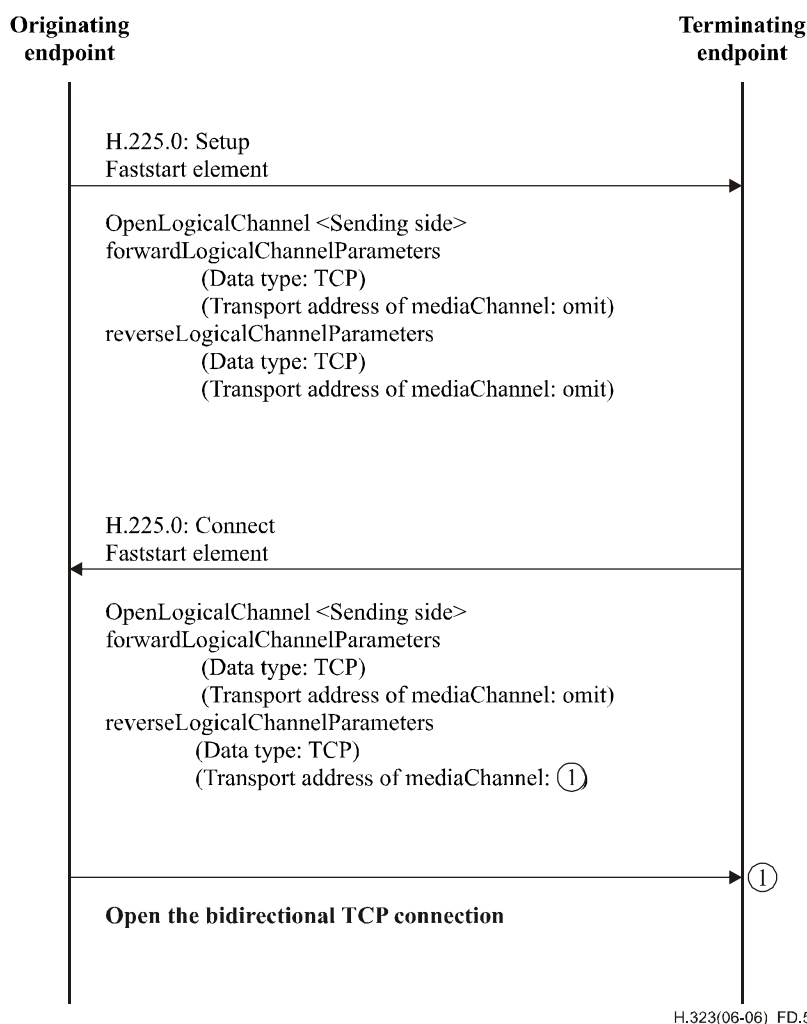 Originating
endpoint
Terminating
endpoint
H.225.0: Setup
Faststart element
OpenLogicalChannel <Sending side>
forwardLogicalChannelParameters
(Data type: TCP)
(Transport address of mediaChannel: omit)
reverseLogicalChannelParameters
(Data type: TCP)
(Transport address of mediaChannel: omit)
H.225.0: Connect
Faststart element
OpenLogicalChannel <Sending side>
forwardLogicalChannelParameters
(Data type: TCP)
(Transport address of mediaChannel: omit)
reverseLogicalChannelParameters
(Data type: TCP)
(Transport address of mediaChannel: 1)
1
Open the bidirectional TCP connection
H.323(06-06)_FD.5